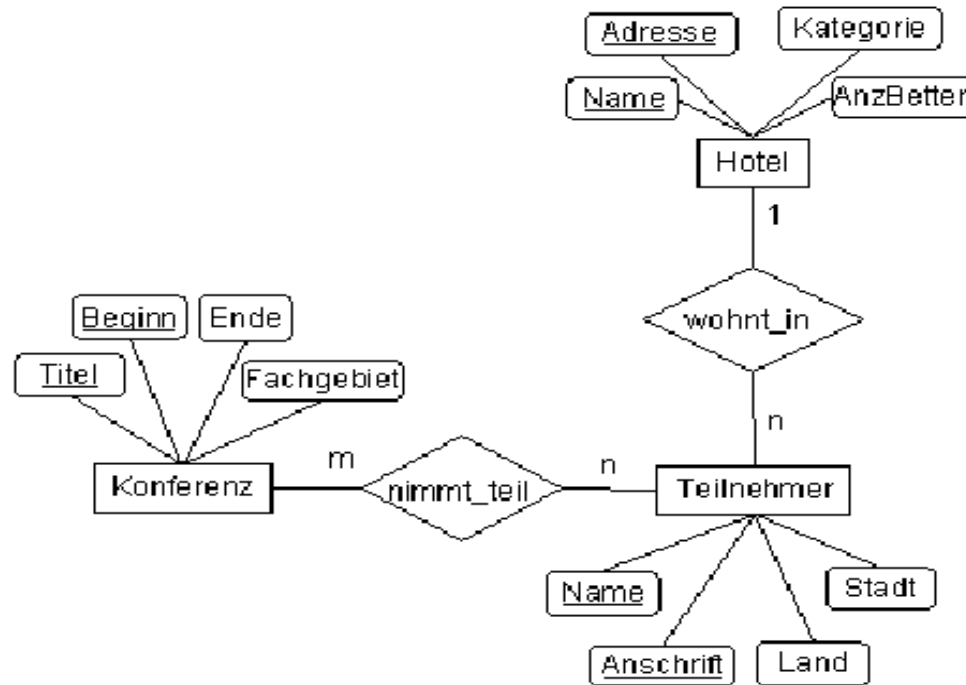 Adresse
Kategorie
Name
AnzBetten
Hotel
1
wohnt_in
n
Beginn
Ende
Titel
Fachgebiet
Konferenz
m
nimmt_teil
n
Teilnehmer
Name
Stadt
Anschrift
Land